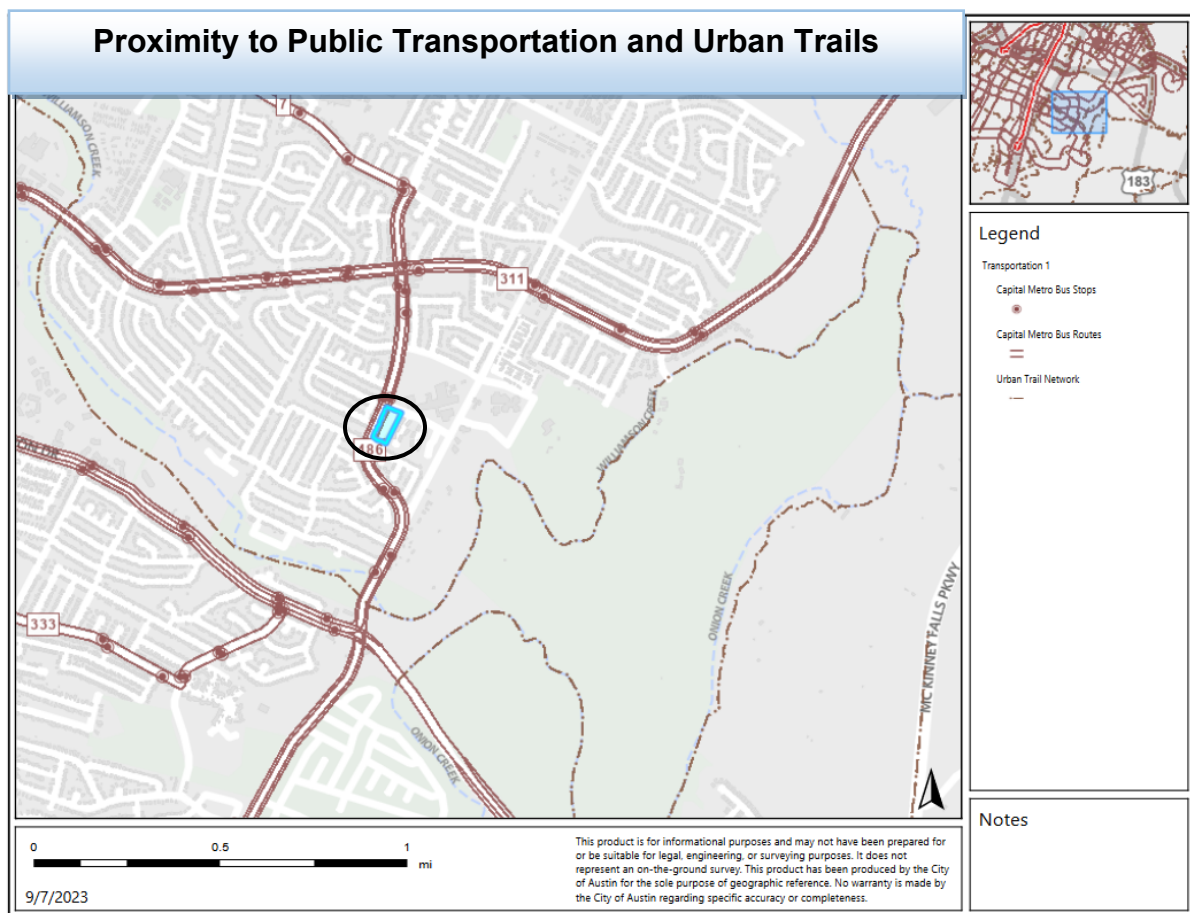 Proximity to Public Transportation and Urban Trails
7
WILLIAMSON CREEK
183
311
Legend
Transportation 1
Capital Metro Bus Stops
Capital Metro Bus Routes
Urban Trail Network
WILLIAMSON CREEK
486
333
ONION CREEK
MC KINNEY FALLS PKWY
ONION CREEK
Notes
0 0.5 1
mi
9/7/2023
This product is for informational purposes and may not have been prepared for
or be suitable for legal, engineering, or surveying purposes. It does not
represent an on-the-ground survey. This product has been produced by the City
of Austin for the sole purpose of geographic reference. No warranty is made by
the City of Austin regarding specific accuracy or completeness.